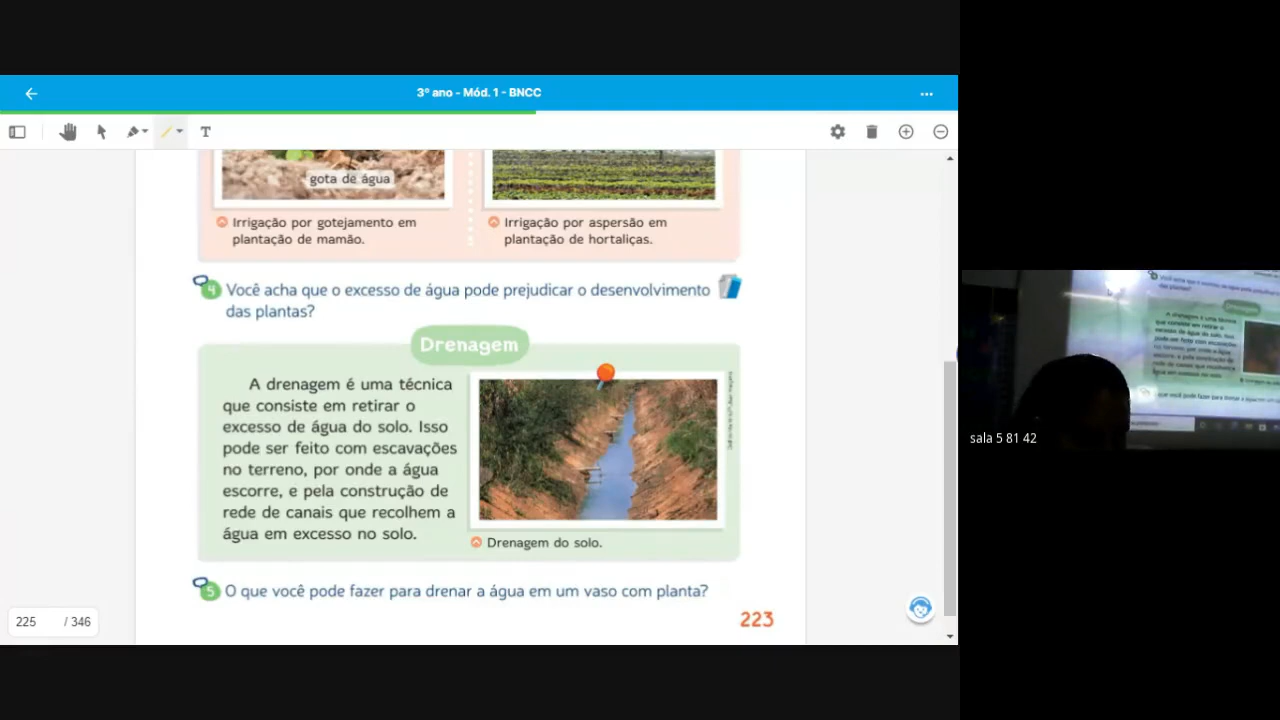 3º ano - Mód. 1 - BNCC
T
gota de água
Irrigação por gotejamento em
plantação de mamão.
Irrigação por aspersão em
plantação de hortaliças.
4 Você acha que o excesso de água pode prejudicar o desenvolvimento
das plantas?
Drenagem
A drenagem é uma técnica
que consiste em retirar o
excesso de água do solo. Isso
pode ser feito com escavações
no terreno, por onde a água
escorre, e pela construção de
rede de canais que recolhem a
água em excesso no solo.
Drenagem do solo.
5 O que você pode fazer para drenar a água em um vaso com planta?
223
225 / 346
sala 5 81 42